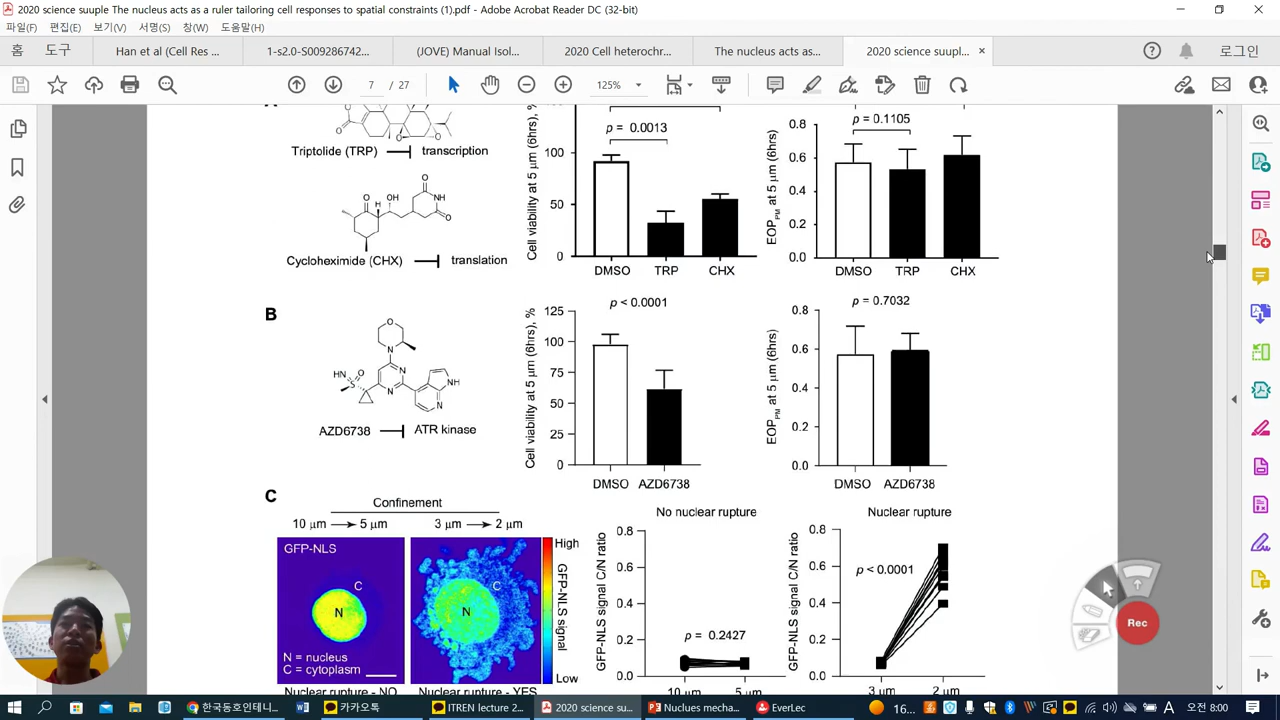 2020 science suuple The nucleus acts as a ruler tailoring cell responses to spatial constraints (1).pdf - Adobe Acrobat Reader DC (32-bit)
파일(F) 편집(E) 보기(V) 서명(S) 창(W) 도움말(H)
홈 도구 Han et al (Cell Res ... 1-s2.0-S009286742... (JOVE) Manual Isol... 2020 Cell heterochr... The nucleus acts as... 2020 science suupl... × 로그인
7 / 27 125%
Triptolide (TRP) transcription
Cycloheximide (CHX) translation
O OH H NH O O
Cell viability at 5 μm (6hrs), %
p = 0.0013
100
50
0
DMSO TRP CHX
EOPPM at 5 μm (6hrs)
p = 0.1105
0.8
0.6
0.4
0.2
0.0
DMSO TRP CHX
B
AZD6738 ATR kinase
Cell viability at 5 μm (6hrs), %
p < 0.0001
125
100
75
50
25
0
DMSO AZD6738
EOPPM at 5 μm (6hrs)
p = 0.7032
0.8
0.6
0.4
0.2
0.0
DMSO AZD6738
C
Confinement
10 μm 5 μm 3 μm 2 μm
GFP-NLS
C
N
C
N
N = nucleus
C = cytoplasm
Nuclear rupture - NO Nuclear rupture - YES
High
GFP-NLS signal
Low
No nuclear rupture
GFP-NLS signal C/N ratio
0.8
0.6
0.4
0.2
0.0
p = 0.2427
10 μm 5 μm
Nuclear rupture
GFP-NLS signal C/N ratio
0.8
0.6
0.4
0.2
0.0
p < 0.0001
3 μm 2 μm
Rec
한국동호인테니... 카카오톡 ITREN lecture 2... 2020 science su... Nuclues mecha... EverLec 16... A 오전 8:00